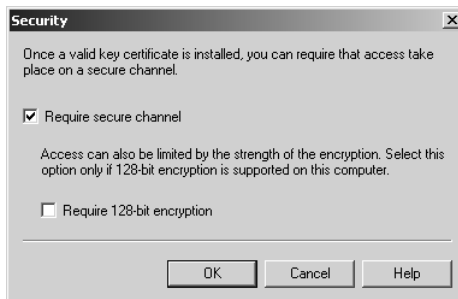 Security
Once a valid key certificate is installed, you can require that access take
place on a secure channel.
Require secure channel
Access can also be limited by the strength of the encryption. Select this
option only if 128-bit encryption is supported on this computer.
Require 128-bit encryption
OK Cancel Help